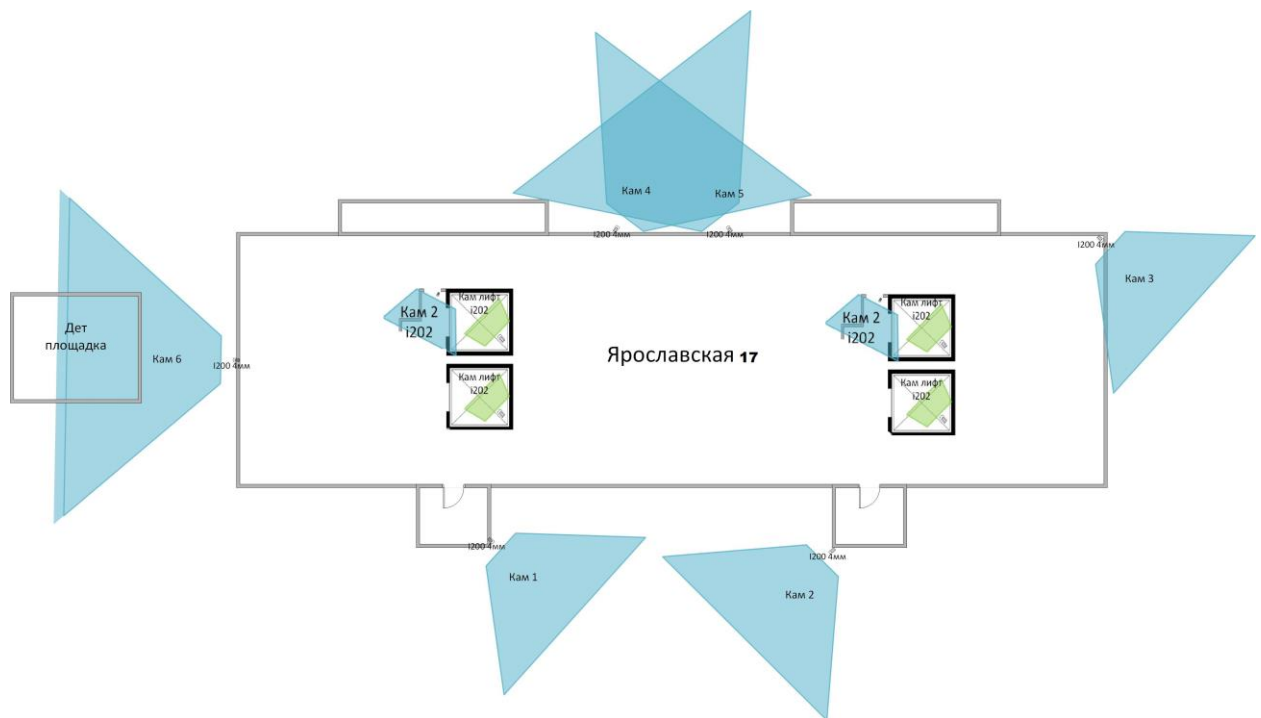 Кам 4
Кам 5
I200 4мм
I200 4мм
I200 4мм
Кам 3
Кам лифт
i202
Кам 2
i202
Кам лифт
i202
Кам 2
i202
Дет
площадка
Кам 6
I200 4мм
Ярославская 17
Кам лифт
i202
Кам лифт
i202
I200 4мм
Кам 1
I200 4мм
Кам 2